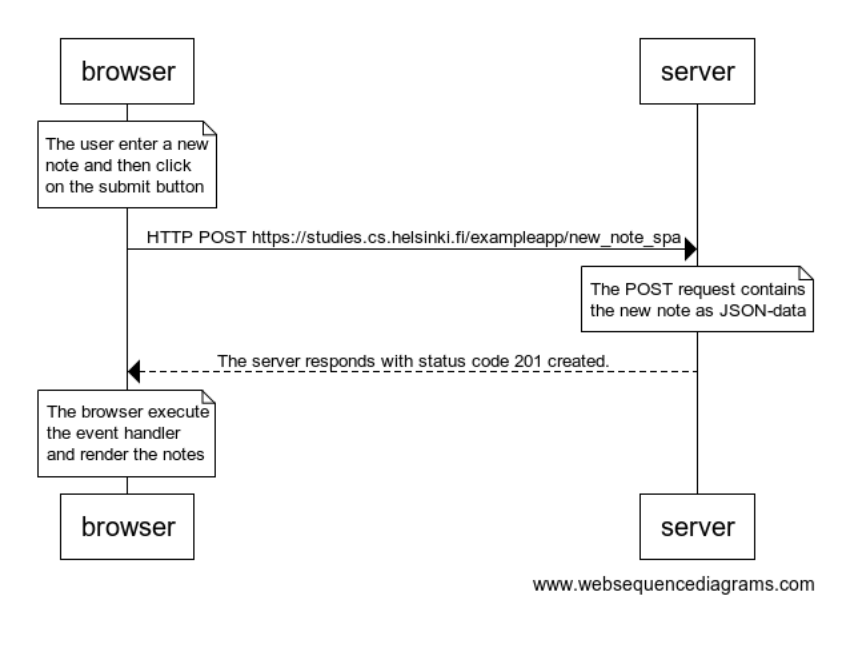 browser
server
The user enter a new
note and then click
on the submit button
HTTP POST https://studies.cs.helsinki.fi/exampleapp/new_note_spa
The POST request contains
the new note as JSON-data
The server responds with status code 201 created.
The browser execute
the event handler
and render the notes
browser
server
www.websequencediagrams.com